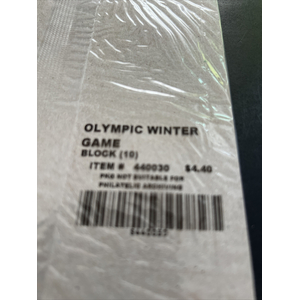 OLYMPIC WINTER
GAME
BLOCK (10)
ITEM # 440030 $4.40
PKG NOT SUITABLE FOR
PHILATELIC ARCHIVING